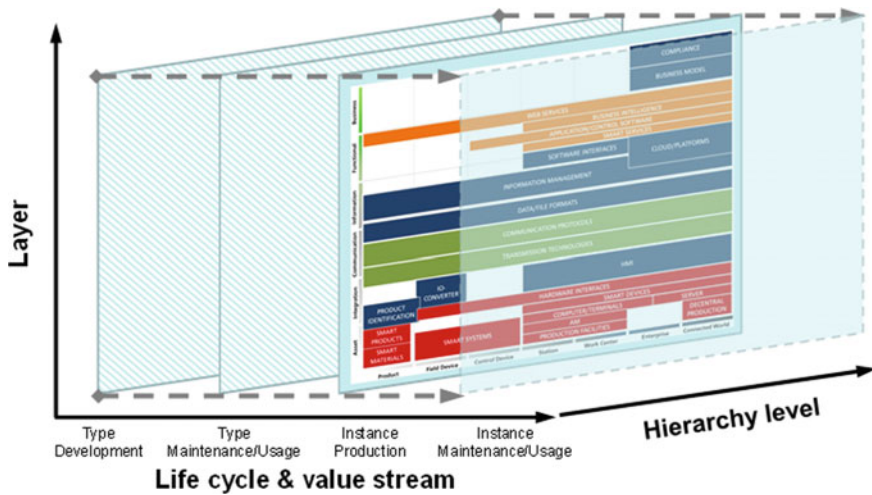 Layer
Business
Functional
Information
Communication
Integration
Asset
COMPLIANCE
BUSINESS MODEL
WEB SERVICES
BUSINESS INTELLIGENCE
APPLICATION/CONTROL SOFTWARE
SMART SERVICES
SOFTWARE INTERFACES
CLOUD/PLATFORMS
INFORMATION MANAGEMENT
DATA/FILE FORMATS
COMMUNICATION PROTOCOLS
TRANSMISSION TECHNOLOGIES
HMI
IO-
CONVERTER
PRODUCT
IDENTIFICATION
HARDWARE INTERFACES
SMART DEVICES
SERVER
COMPUTER/TERMINALS
DECENTRAL
PRODUCTION
AM
PRODUCTION FACILITIES
SMART
PRODUCTS
SMART SYSTEMS
SMART
MATERIALS
Product
Field Device
Control Device
Station
Work Center
Enterprise
Connected World
Type
Development
Type
Maintenance/Usage
Instance
Production
Instance
Maintenance/Usage
Life cycle & value stream
Hierarchy level